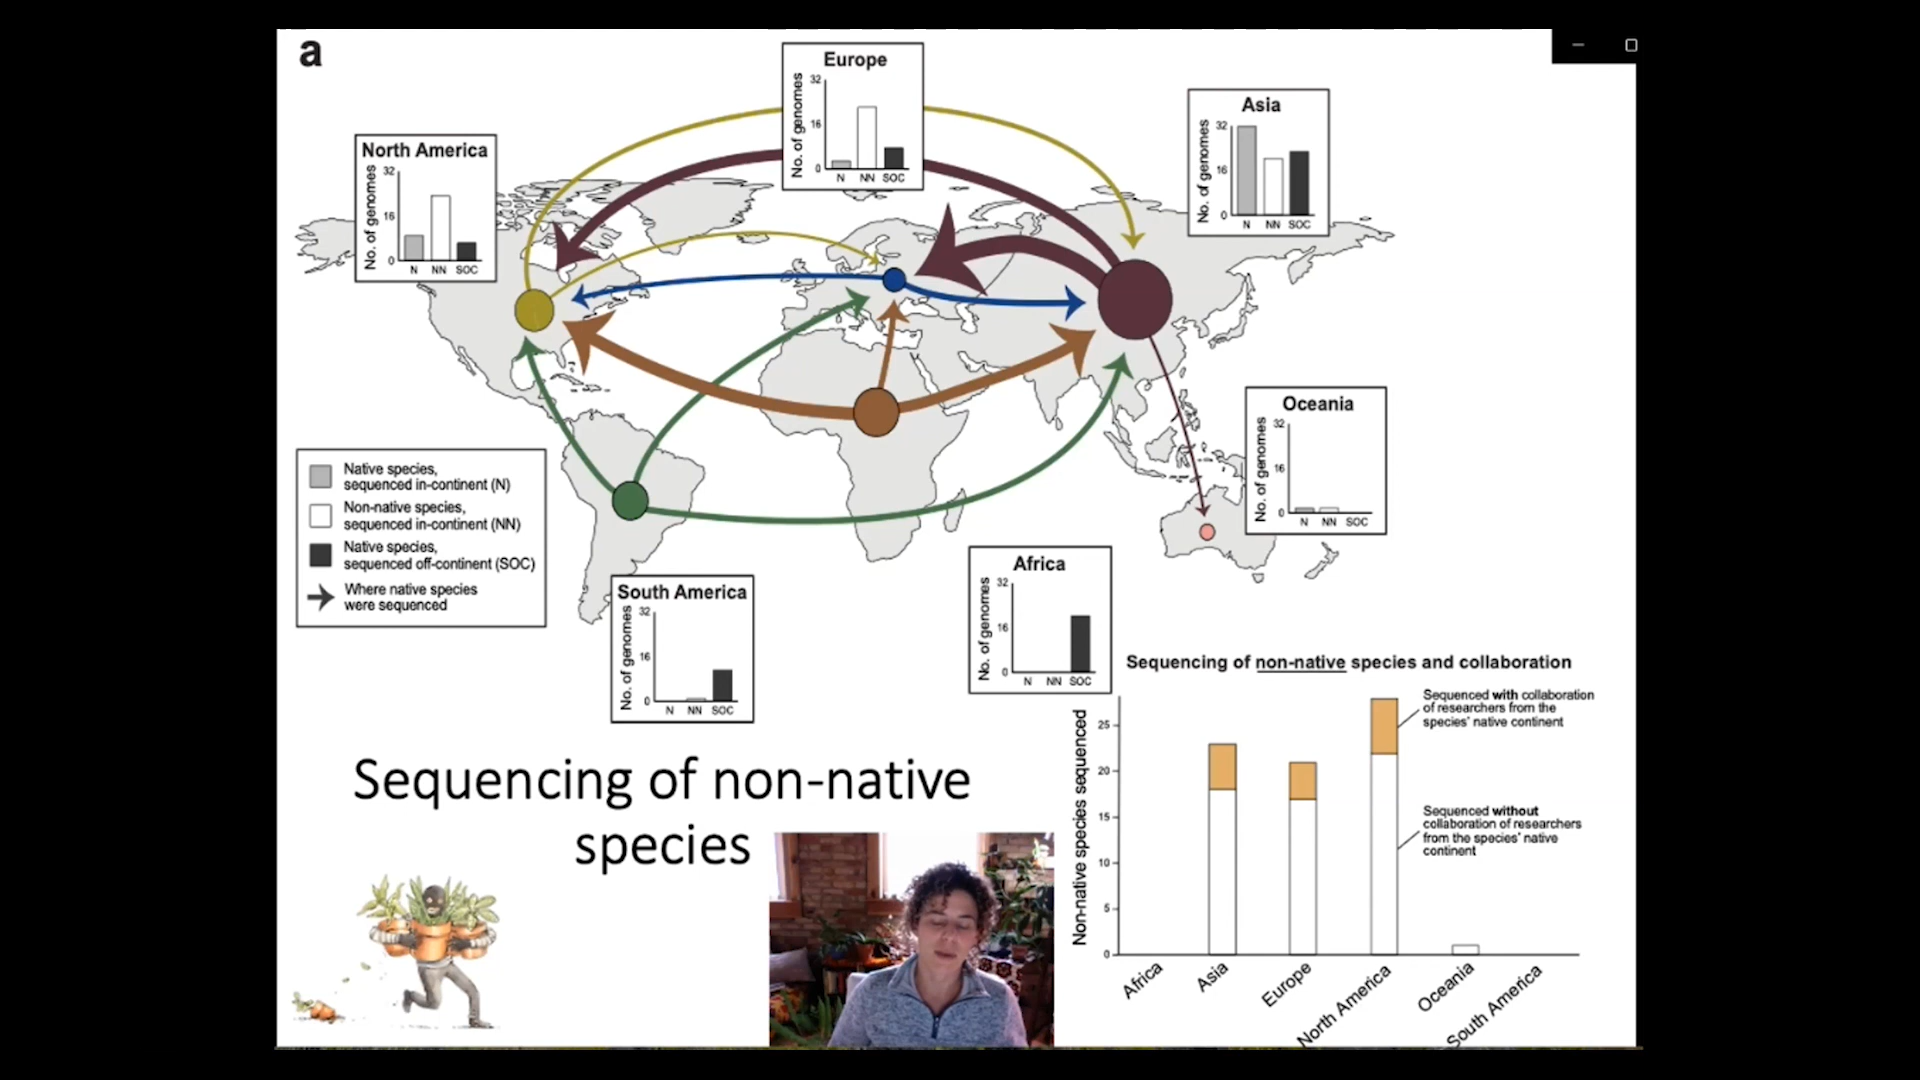 a
Europe
No. of genomes
32
16
0
N NN SOC
Asia
No. of genomes
32
16
0
N NN SOC
North America
No. of genomes
32
16
0
N NN SOC
Oceania
No. of genomes
32
16
0
N NN SOC
Native species,
sequenced in-continent (N)
Non-native species,
sequenced in-continent (NN)
Native species,
sequenced off-continent (SOC)
Where native species
were sequenced
South America
No. of genomes
32
16
0
N NN SOC
Africa
No. of genomes
32
16
0
N NN SOC
Sequencing of non-native
species
Sequencing of non-native species and collaboration
Non-native species sequenced
25
20
15
10
5
0
Sequenced with collaboration
of researchers from the
species' native continent
Sequenced without
collaboration of researchers
from the species' native
continent
Africa
Asia
Europe
North America
Oceania
South America